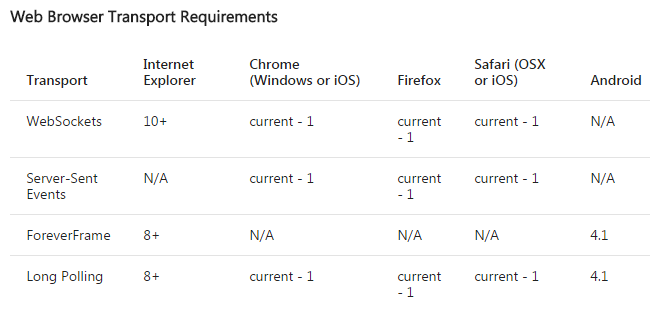 Web Browser Transport Requirements
Transport Internet Explorer Chrome (Windows or iOS) Firefox Safari (OSX or iOS) Android
WebSockets 10+ current - 1 current - 1 current - 1 N/A
Server-Sent Events N/A current - 1 current - 1 current - 1 N/A
ForeverFrame 8+ N/A N/A N/A 4.1
Long Polling 8+ current - 1 current - 1 current - 1 4.1